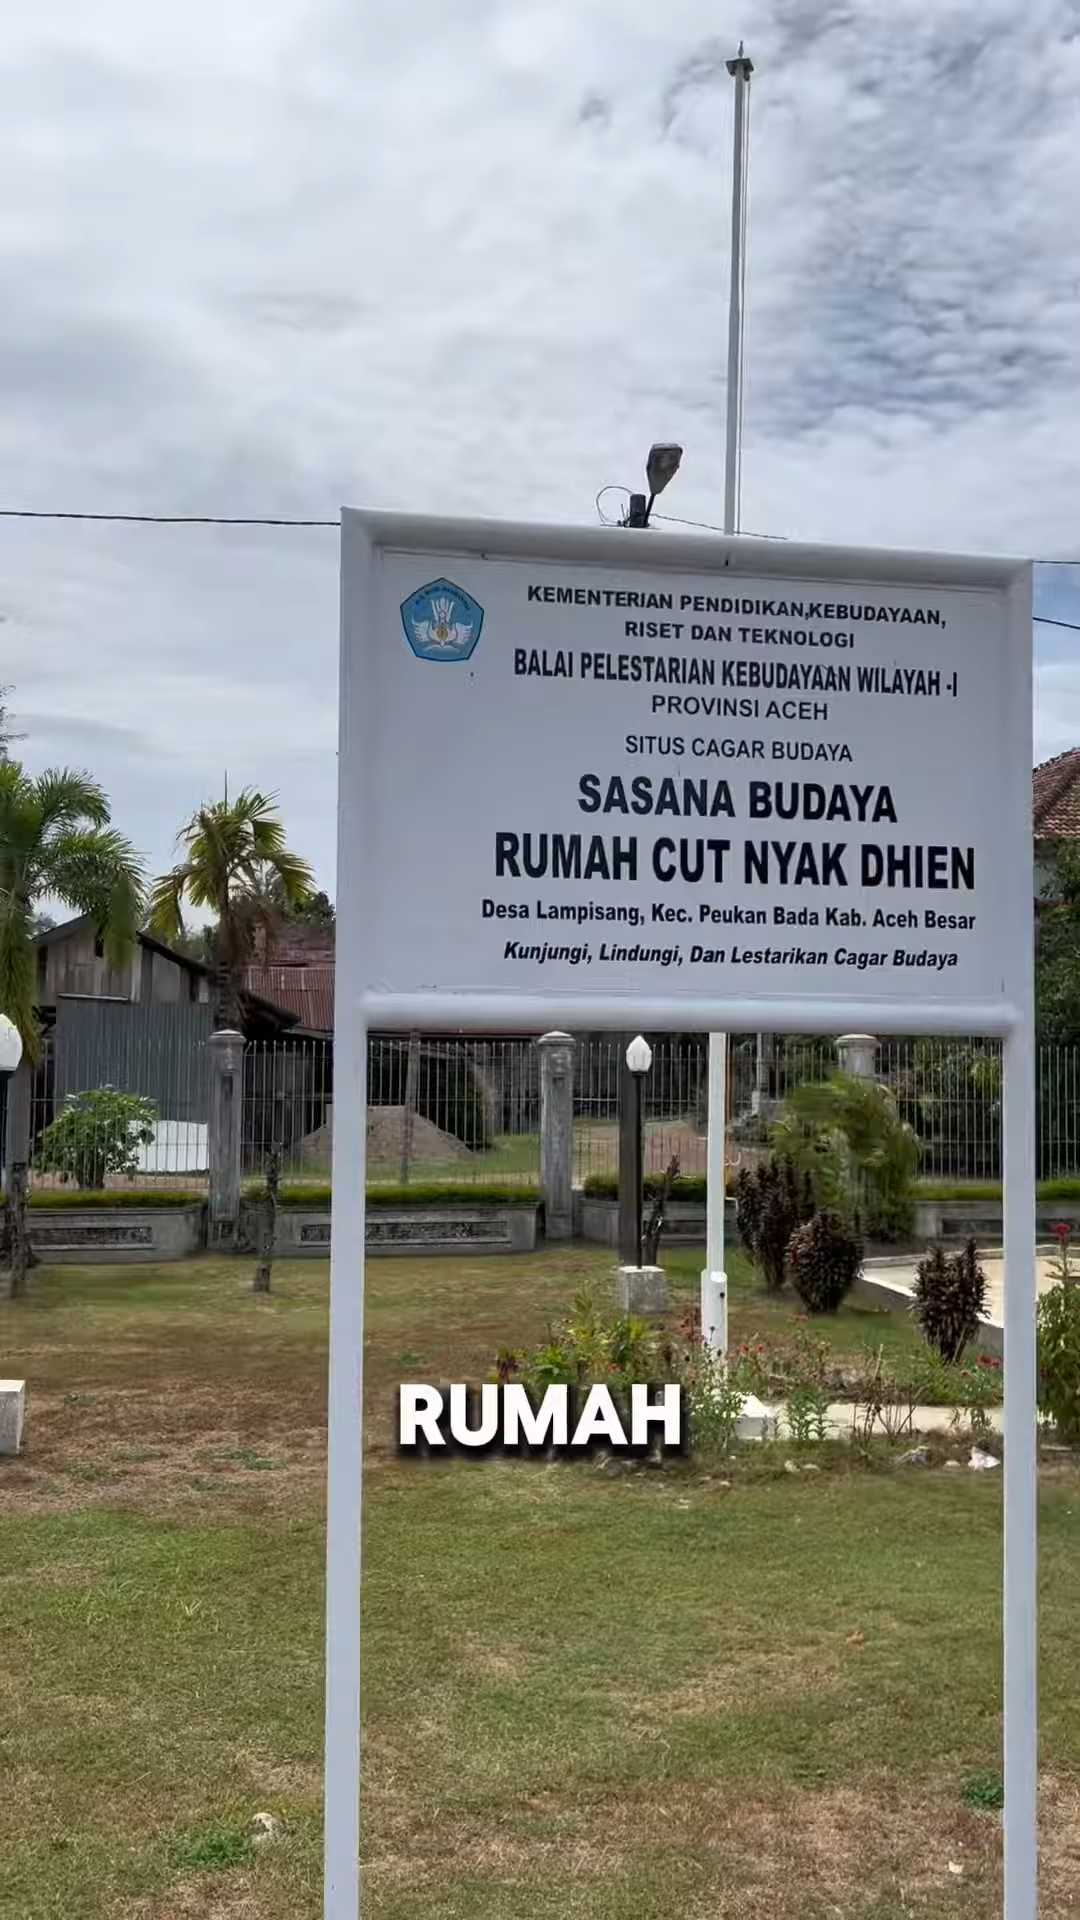 KEMENTERIAN PENDIDIKAN,KEBUDAYAAN,
RISET DAN TEKNOLOGI
BALAI PELESTARIAN KEBUDAYAAN WILAYAH -I
PROVINSI ACEH
SITUS CAGAR BUDAYA
SASANA BUDAYA
RUMAH CUT NYAK DHIEN
Desa Lampisang, Kec. Peukan Bada Kab. Aceh Besar
Kunjungi, Lindungi, Dan Lestarikan Cagar Budaya
RUMAH